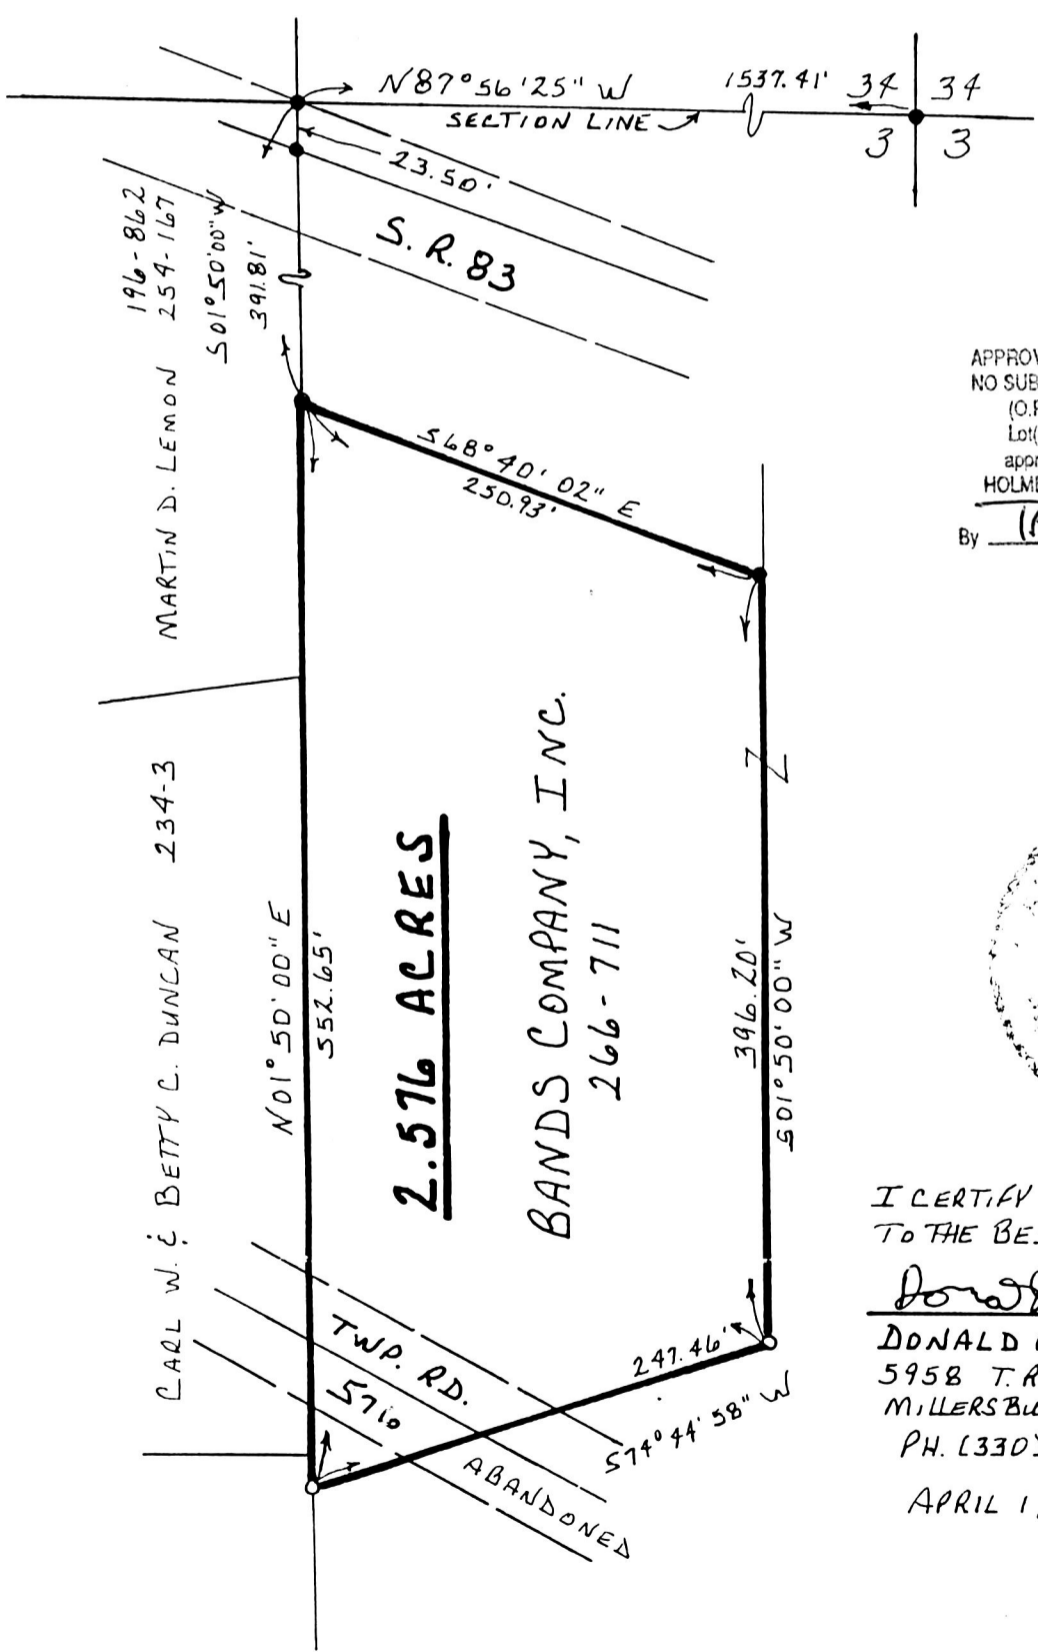 N87°56'25" W
1537.41'
34 34
SECTION LINE
3 3
23.50'
S.R. 83
196-862
254-167
S01°50'00" W
391.81'
MARTIN D. LEMON
S68°40'02" E
250.93'
APPROV
NO SUB
Lot(
appr
HOLME
By
CARL W. & BETTY C. DUNCAN 234-3
N01°50'00" E
552.65'
2.576 ACRES
BANDS COMPANY, INC.
266-711
396.20'
S01°50'00" W
TWP. RD.
576
ABANDONED
247.46'
S74°44'58" W
I CERTIFY
TO THE BE
DONALD
5958 T.R
MILLERSBU
PH. (330)
APRIL 1,